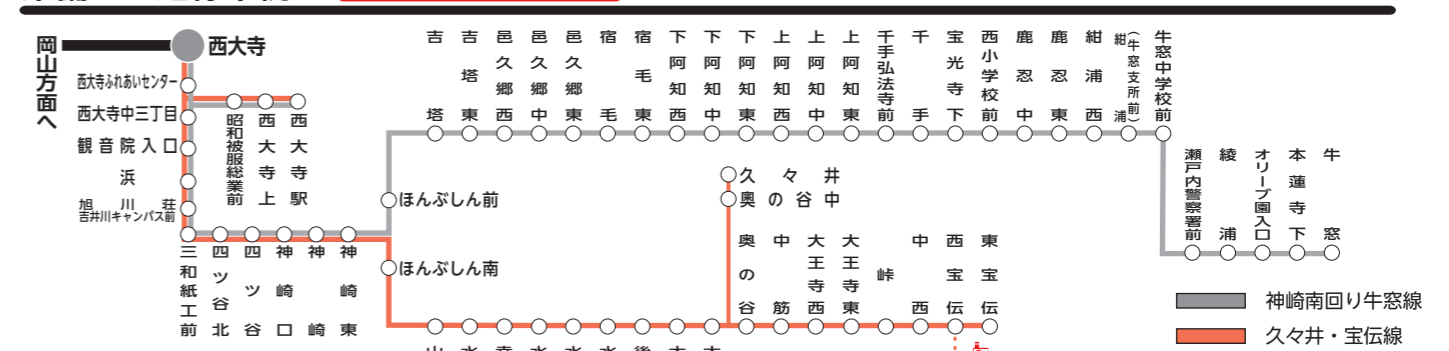 岡山方面へ
西大寺
西大寺ふれあいセンター
西大寺中三丁目
観音院入口
浜
旭川荘
吉井川キャンパス前
昭和被服総業前
西大寺上
西大寺駅
三和紙工前
四ツ谷北
四ツ谷
神崎口
神崎
神崎東
ほんぶしん前
ほんぶしん南
吉塔
吉塔東
邑久郷西
邑久郷中
邑久郷東
宿毛
宿毛東
下阿知西
下阿知中
下阿知東
上阿知西
上阿知中
上阿知東
千手弘法寺前
千手
宝光寺下
西小学校前
鹿忍中
鹿忍東
紺浦西
紺浦
(牛窓支所前)
牛窓中学校前
瀬戸内警察署前
綾浦
オリーブ園入口
本蓮寺下
牛窓
久々井
奥の谷中
奥の谷
中筋
大王寺西
大王寺東
峠
中西
西宝伝
東宝伝
神崎南回り牛窓線
久々井・宝伝線